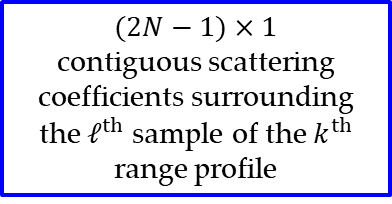 (2N − 1) × 1
contiguous scattering
coefficients surrounding
the ℓᵗʰ sample of the kᵗʰ
range profile